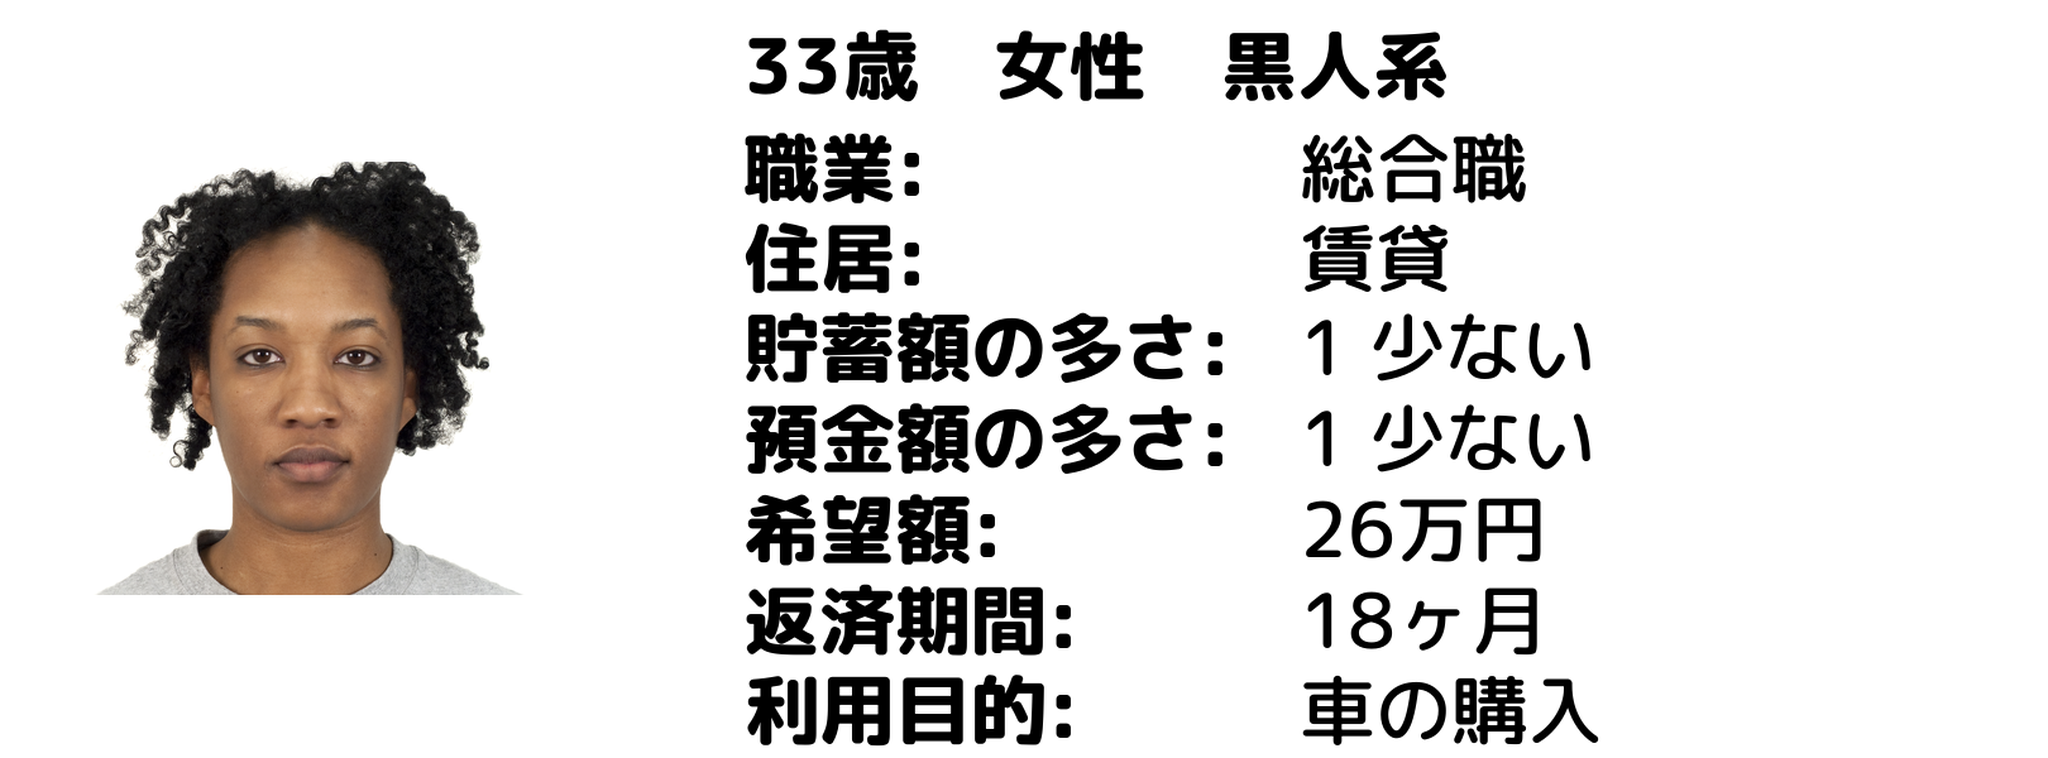 33歳　女性　黒人系
職業: 総合職
住居: 賃貸
貯蓄額の多さ: 1 少ない
預金額の多さ: 1 少ない
希望額: 26万円
返済期間: 18ヶ月
利用目的: 車の購入